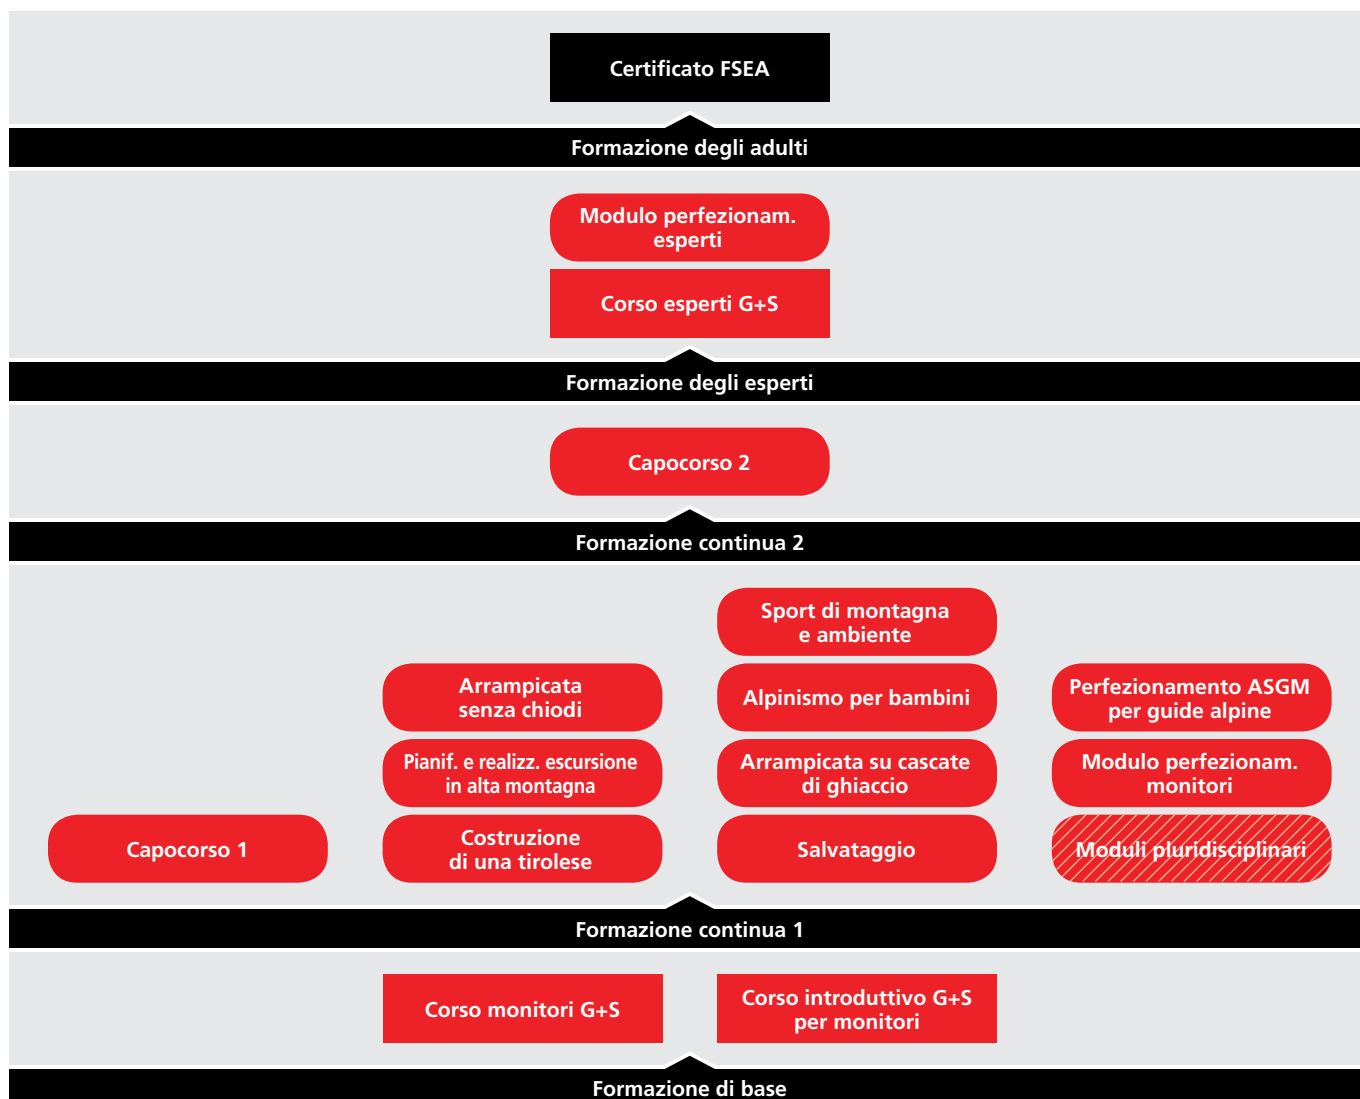 Certificato FSEA
Formazione degli adulti
Modulo perfezionam.
esperti
Corso esperti G+S
Formazione degli esperti
Capocorso 2
Formazione continua 2
Sport di montagna
e ambiente
Arrampicata
senza chiodi
Alpinismo per bambini
Perfezionamento ASGM
per guide alpine
Pianif. e realizz. escursione
in alta montagna
Arrampicata su cascate
di ghiaccio
Modulo perfezionam.
monitori
Capocorso 1
Costruzione
di una tirolese
Salvataggio
Moduli pluridisciplinari
Formazione continua 1
Corso monitori G+S
Corso introduttivo G+S
per monitori
Formazione di base